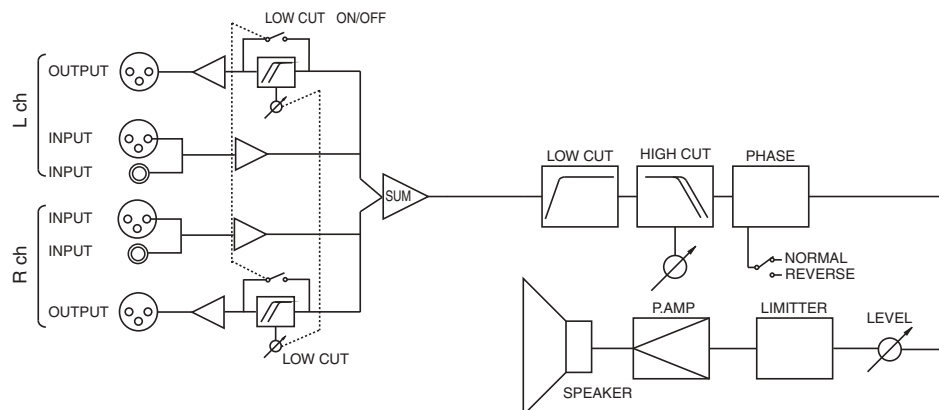 LOW CUT ON/OFF
L ch
OUTPUT
INPUT
INPUT
R ch
INPUT
INPUT
OUTPUT
LOW CUT
SUM
LOW CUT
HIGH CUT
PHASE
NORMAL
REVERSE
SPEAKER
P.AMP
LIMITTER
LEVEL